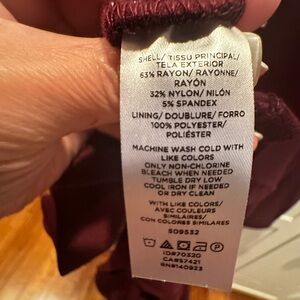 SHELL/ TISSU PRINCIPAL/
TELA EXTERIOR
63% RAYON/ RAYONNE/
RAYÓN
32% NYLON/ NILÓN
5% SPANDEX
LINING/ DOUBLURE/ FORRO
100% POLYESTER/
POLIÉSTER
MACHINE WASH COLD WITH
LIKE COLORS
ONLY NON-CHLORINE
BLEACH WHEN NEEDED
TUMBLE DRY LOW
COOL IRON IF NEEDED
OR DRY CLEAN
WITH LIKE COLORS/
AVEC COULEURS
SIMILAIRES/
CON COLORES SIMILARES
509532
ID#70320
CA#57421
BN#140923